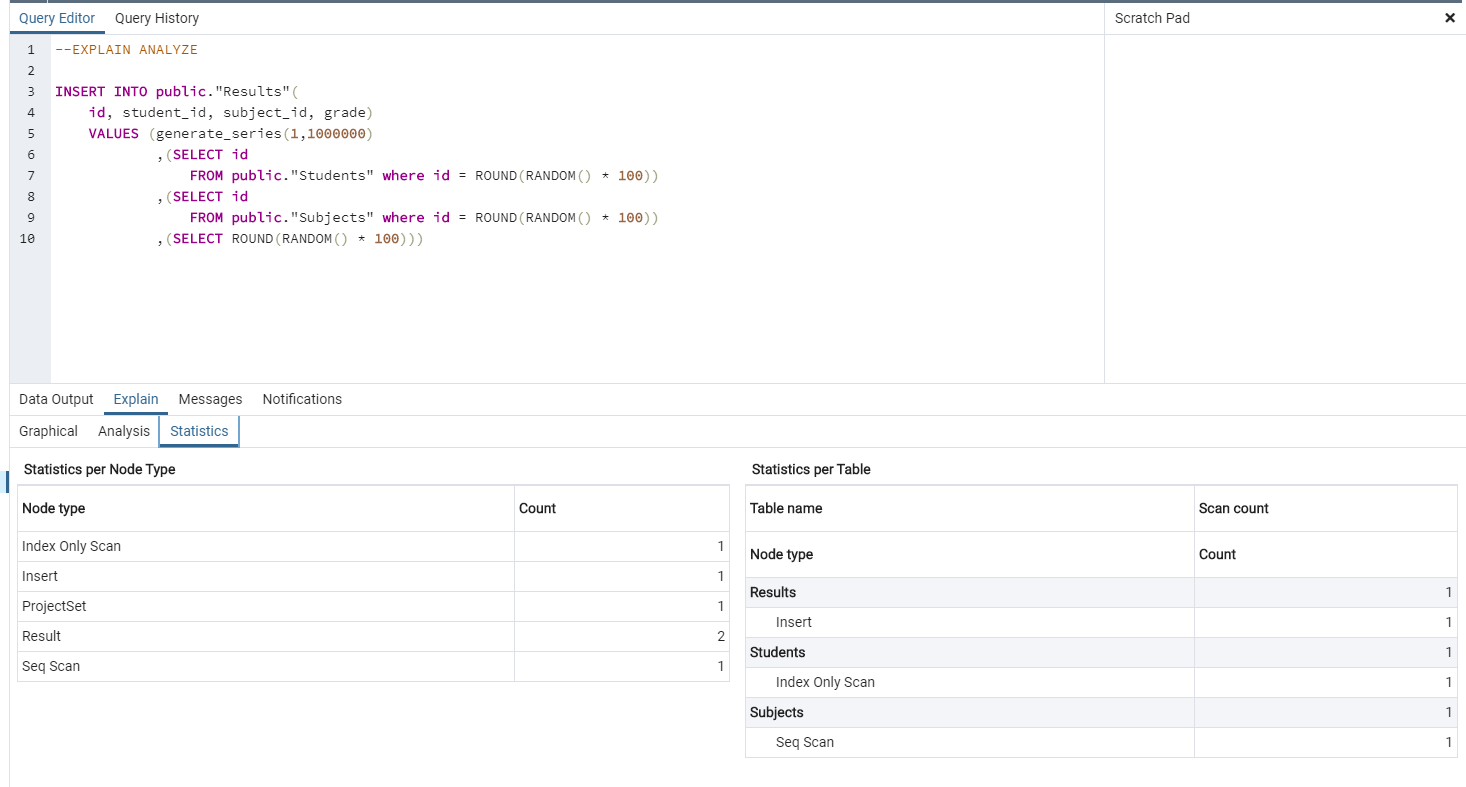 Query Editor Query History
Scratch Pad ×
1 --EXPLAIN ANALYZE
2
3 INSERT INTO public."Results"(
4 id, student_id, subject_id, grade)
5 VALUES (generate_series(1,1000000)
6 ,(SELECT id
7 FROM public."Students" where id = ROUND(RANDOM() * 100))
8 ,(SELECT id
9 FROM public."Subjects" where id = ROUND(RANDOM() * 100))
10 ,(SELECT ROUND(RANDOM() * 100)))
Data Output Explain Messages Notifications
Graphical Analysis Statistics
Statistics per Node Type
Node type Count
Index Only Scan 1
Insert 1
ProjectSet 1
Result 2
Seq Scan 1
Statistics per Table
Table name Scan count
Node type Count
Results 1
Insert 1
Students 1
Index Only Scan 1
Subjects 1
Seq Scan 1